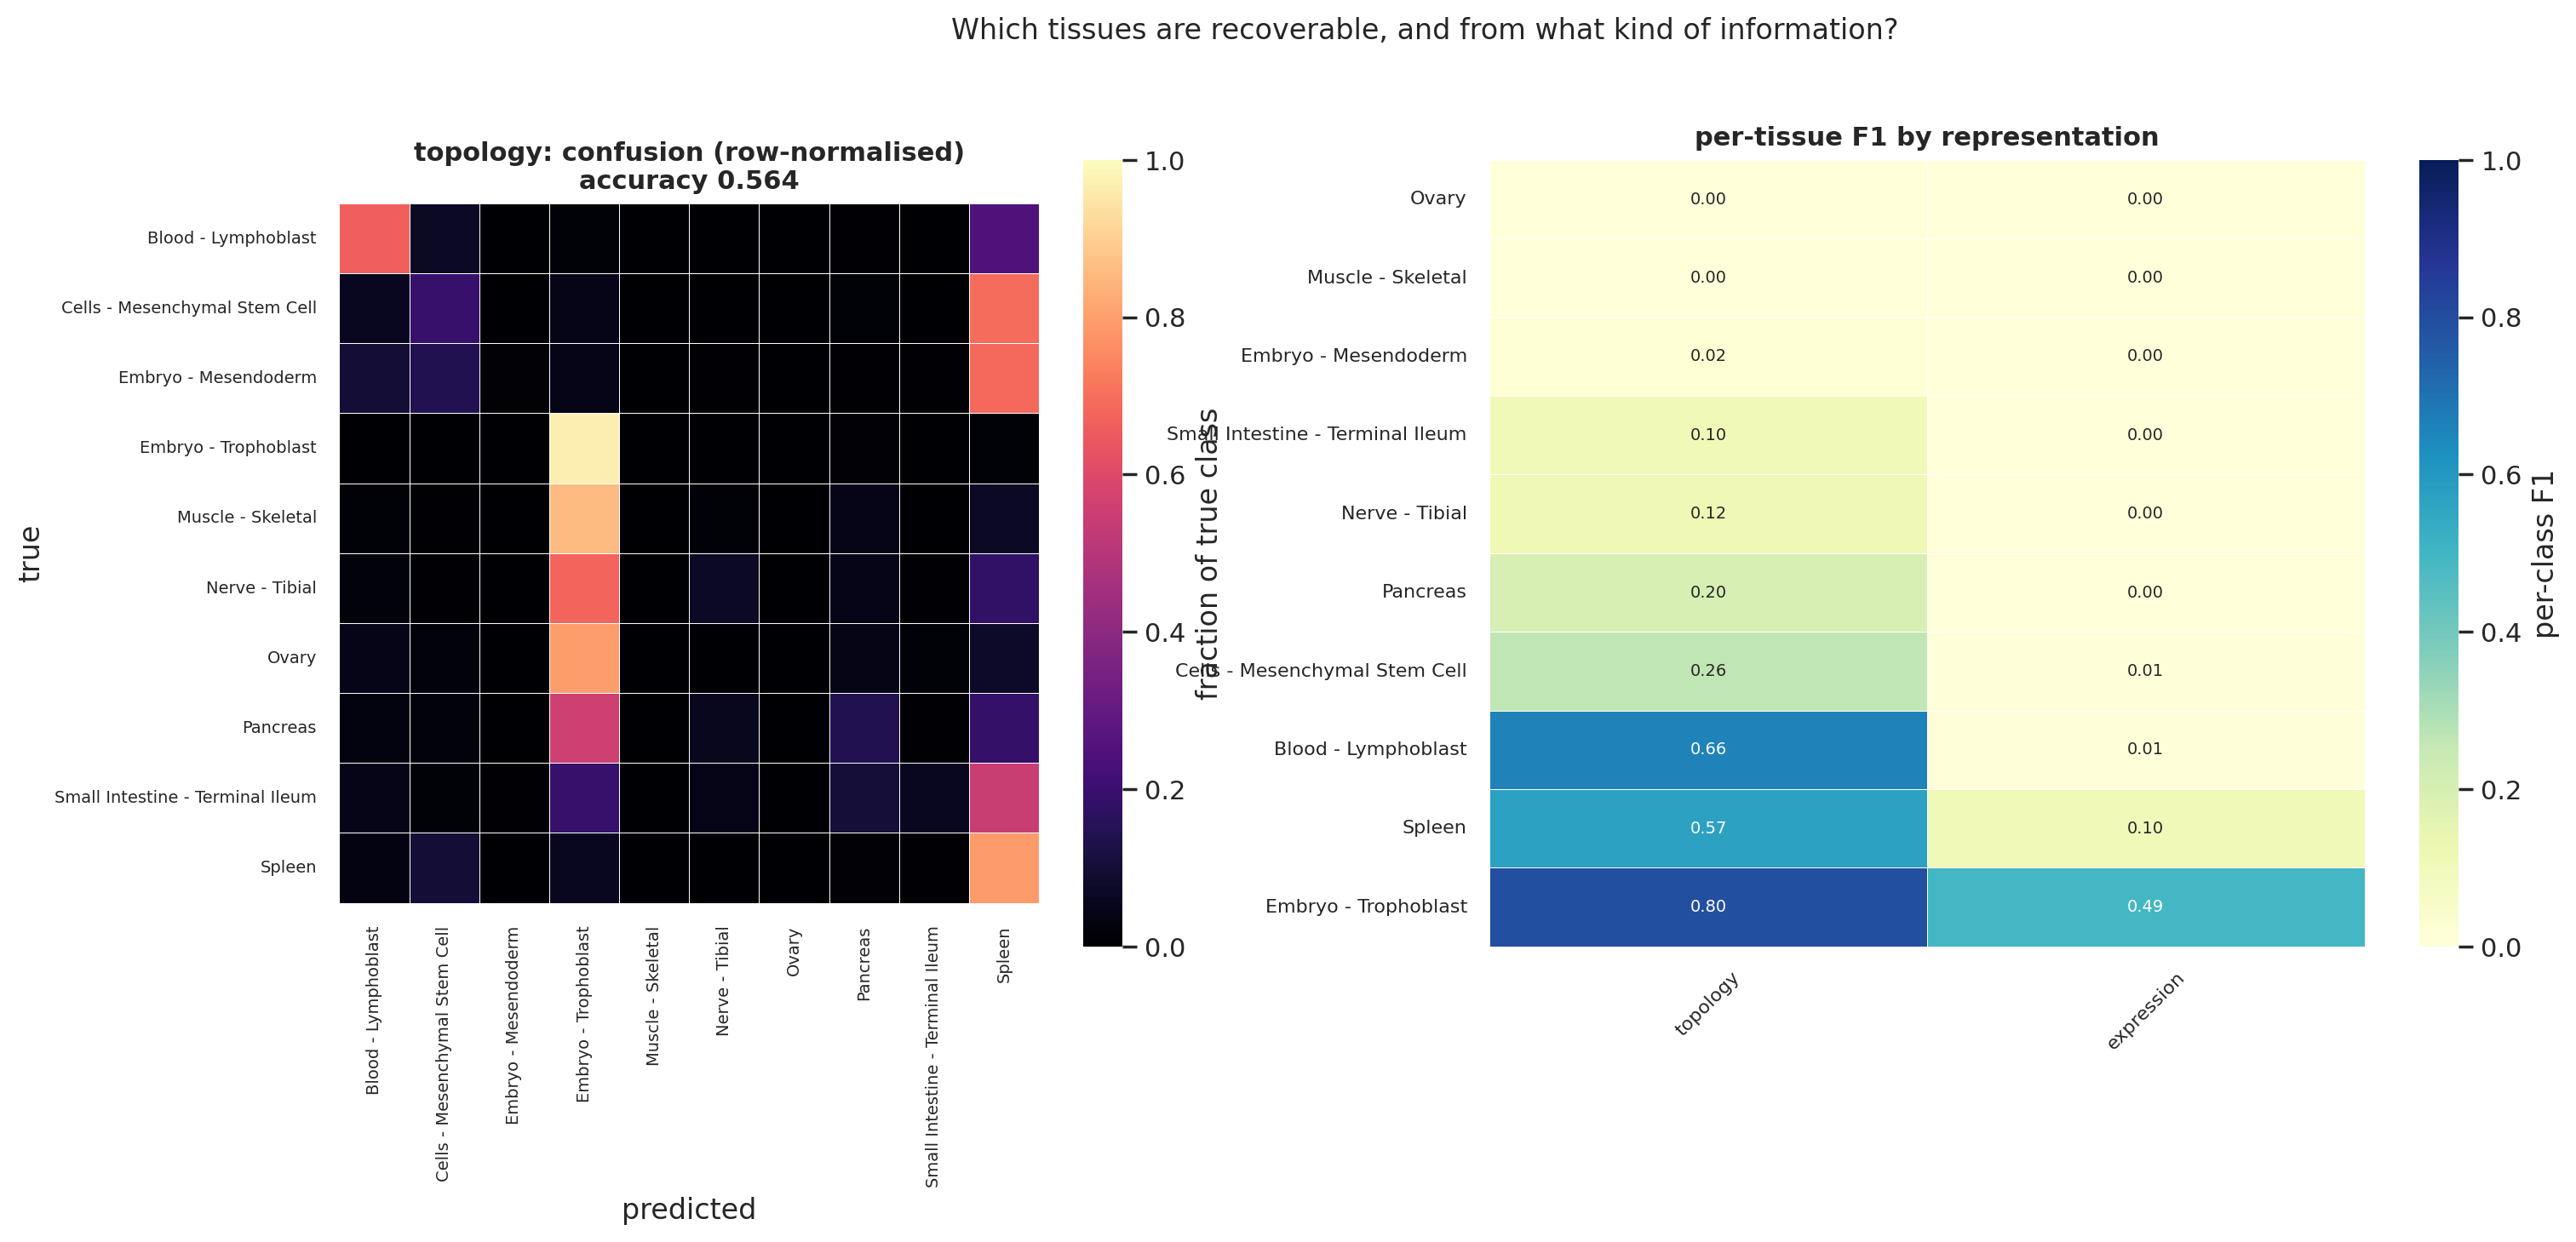 Which tissues are recoverable, and from what kind of information?
topology: confusion (row-normalised)
accuracy 0.564
true
Blood - Lymphoblast
Cells - Mesenchymal Stem Cell
Embryo - Mesendoderm
Embryo - Trophoblast
Muscle - Skeletal
Nerve - Tibial
Ovary
Pancreas
Small Intestine - Terminal Ileum
Spleen
Blood - Lymphoblast
Cells - Mesenchymal Stem Cell
Embryo - Mesendoderm
Embryo - Trophoblast
Muscle - Skeletal
Nerve - Tibial
Ovary
Pancreas
Small Intestine - Terminal Ileum
Spleen
predicted
1.0
0.8
0.6
0.4
0.2
0.0
fraction of true class
per-tissue F1 by representation
Ovary 0.00 0.00
Muscle - Skeletal 0.00 0.00
Embryo - Mesendoderm 0.02 0.00
Small Intestine - Terminal Ileum 0.10 0.00
Nerve - Tibial 0.12 0.00
Pancreas 0.20 0.00
Cells - Mesenchymal Stem Cell 0.26 0.01
Blood - Lymphoblast 0.66 0.01
Spleen 0.57 0.10
Embryo - Trophoblast 0.80 0.49
topology
expression
1.0
0.8
0.6
0.4
0.2
0.0
per-class F1